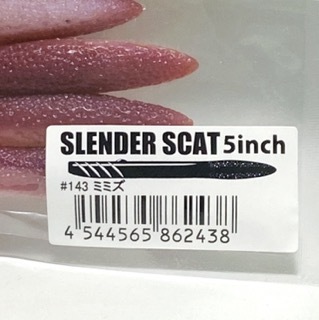 SLENDER SCAT 5inch
#143 ミミズ
4 544565 862438